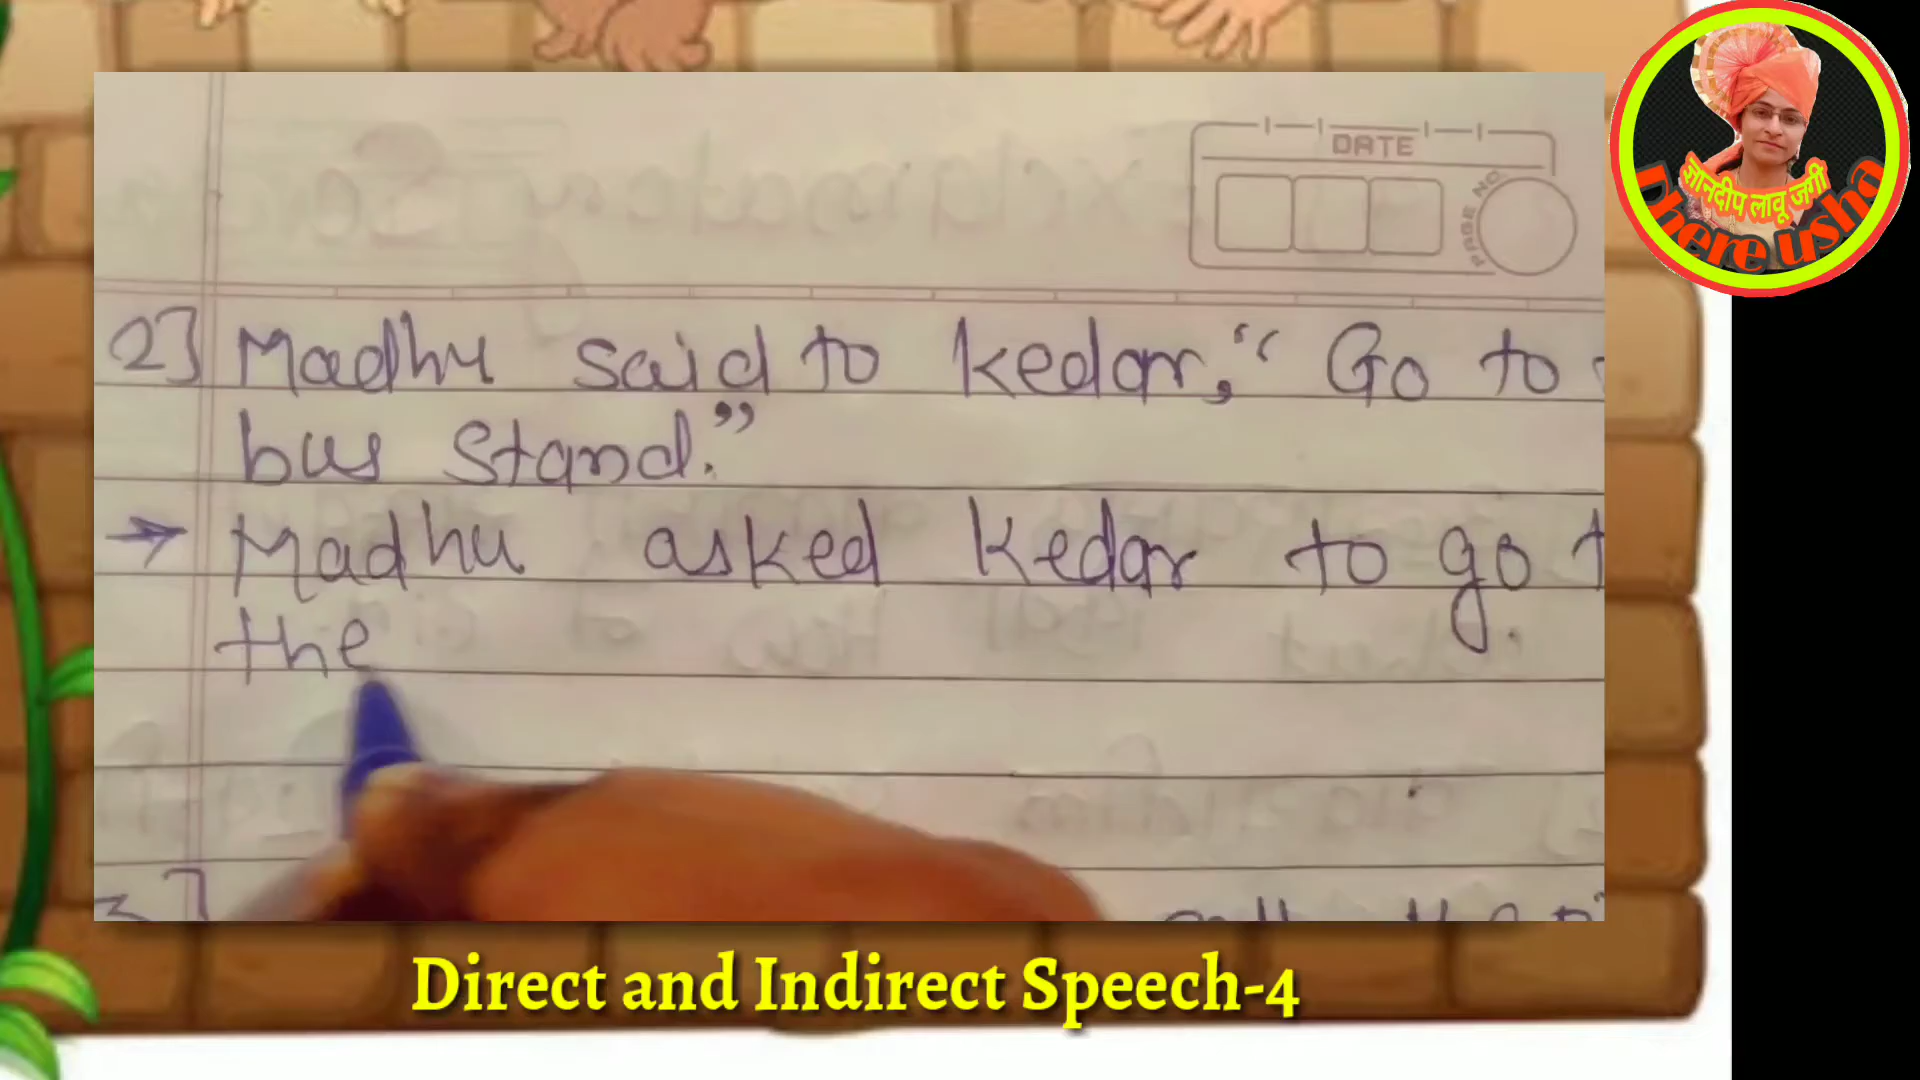 DATE
PAGE NO.
2] Madhu said to Kedar, “ Go to
bus stand.”
→ Madhu asked Kedar to go t
the
3]
Direct and Indirect Speech-4
ज्ञानदीप लावू जगी
Dhere usha